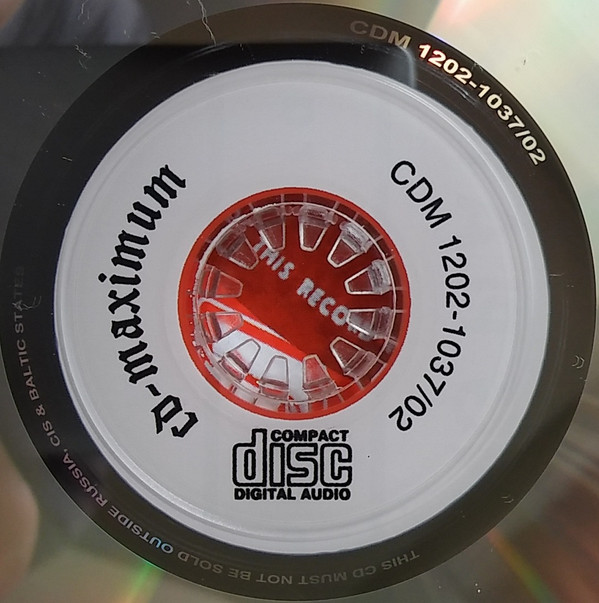 CDM 1202-1037/02
CD-maximum
CDM 1202-1037/02
THIS RECORD
COMPACT
disc
DIGITAL AUDIO
THIS CD MUST NOT BE SOLD OUTSIDE RUSSIA, CIS & BALTIC STATES